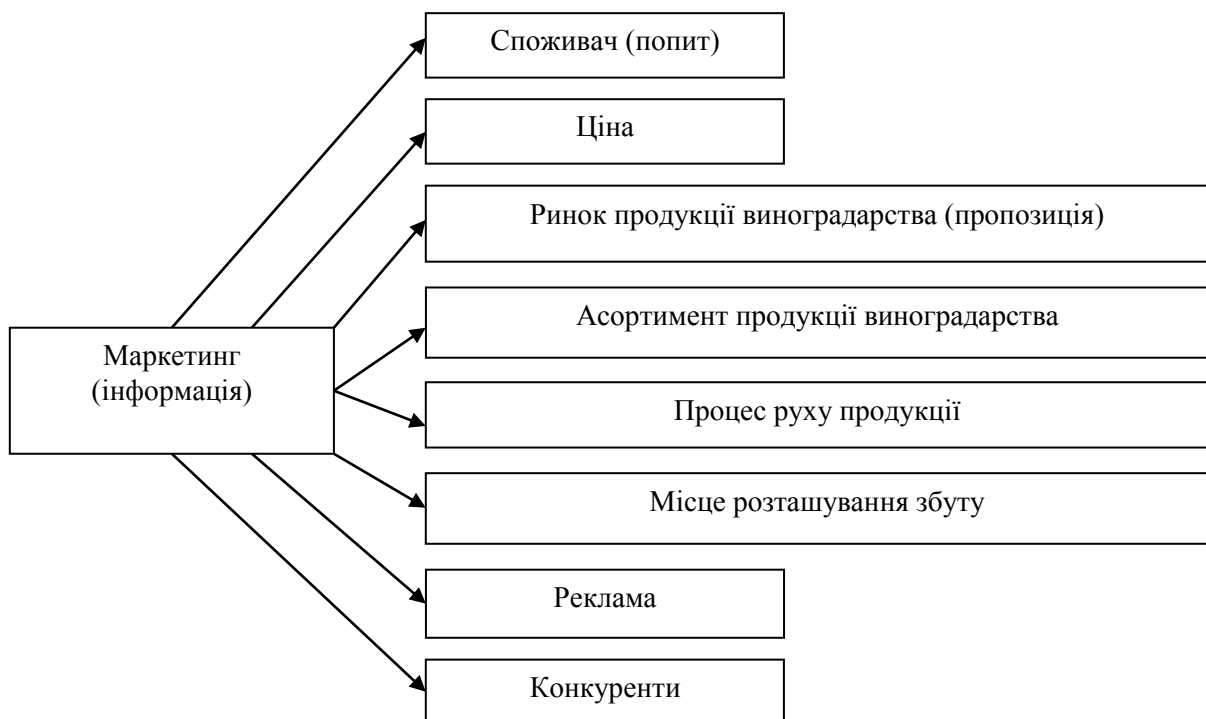 Споживач (попит)
Ціна
Ринок продукції виноградарства (пропозиція)
Асортимент продукції виноградарства
Маркетинг
(інформація)
Процес руху продукції
Місце розташування збуту
Реклама
Конкуренти